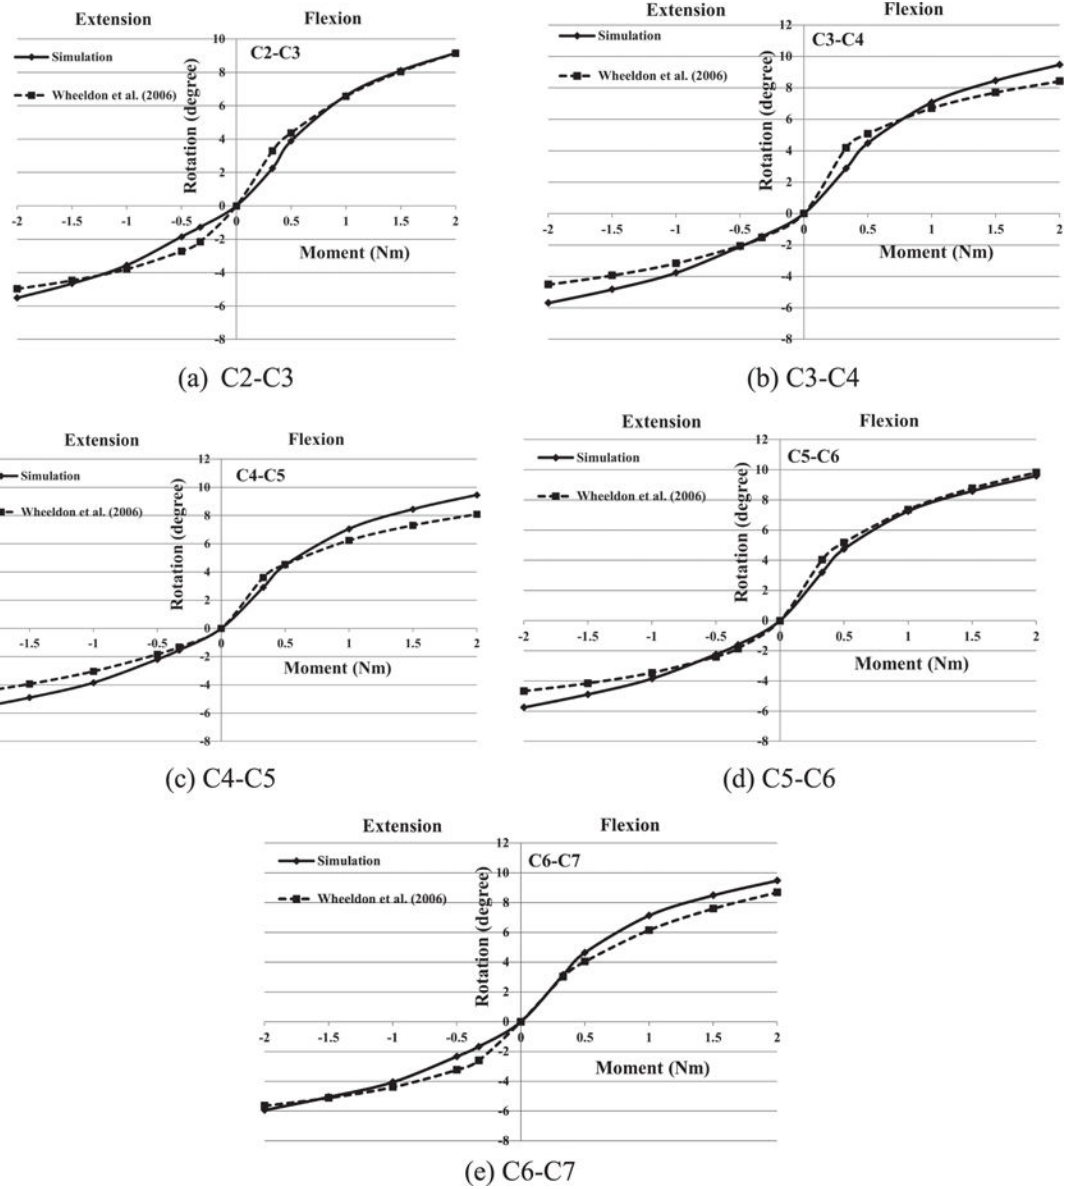 Extension Flexion
Simulation
Wheeldon et al. (2006)
C2-C3
Rotation (degree)
10
8
6
4
2
0
-2 -1.5 -1 -0.5 0 0.5 1 1.5 2
-2
Moment (Nm)
-4
-6
-8
(a) C2-C3
Extension Flexion
Simulation
Wheeldon et al. (2006)
C3-C4
Rotation (degree)
12
10
8
6
4
2
0
-2 -1.5 -1 -0.5 0 0.5 1 1.5 2
-2
Moment (Nm)
-4
-6
-8
(b) C3-C4
Extension Flexion
Simulation
Wheeldon et al. (2006)
C4-C5
Rotation (degree)
12
10
8
6
4
2
0
-1.5 -1 -0.5 0 0.5 1 1.5 2
-2
Moment (Nm)
-4
-6
-8
(c) C4-C5
Extension Flexion
Simulation
Wheeldon et al. (2006)
C5-C6
Rotation (degree)
12
10
8
6
4
2
0
-2 -1.5 -1 -0.5 0 0.5 1 1.5 2
-2
Moment (Nm)
-4
-6
-8
(d) C5-C6
Extension Flexion
Simulation
Wheeldon et al. (2006)
C6-C7
Rotation (degree)
12
10
8
6
4
2
0
-2 -1.5 -1 -0.5 0 0.5 1 1.5 2
-2
Moment (Nm)
-4
-6
-8
(e) C6-C7